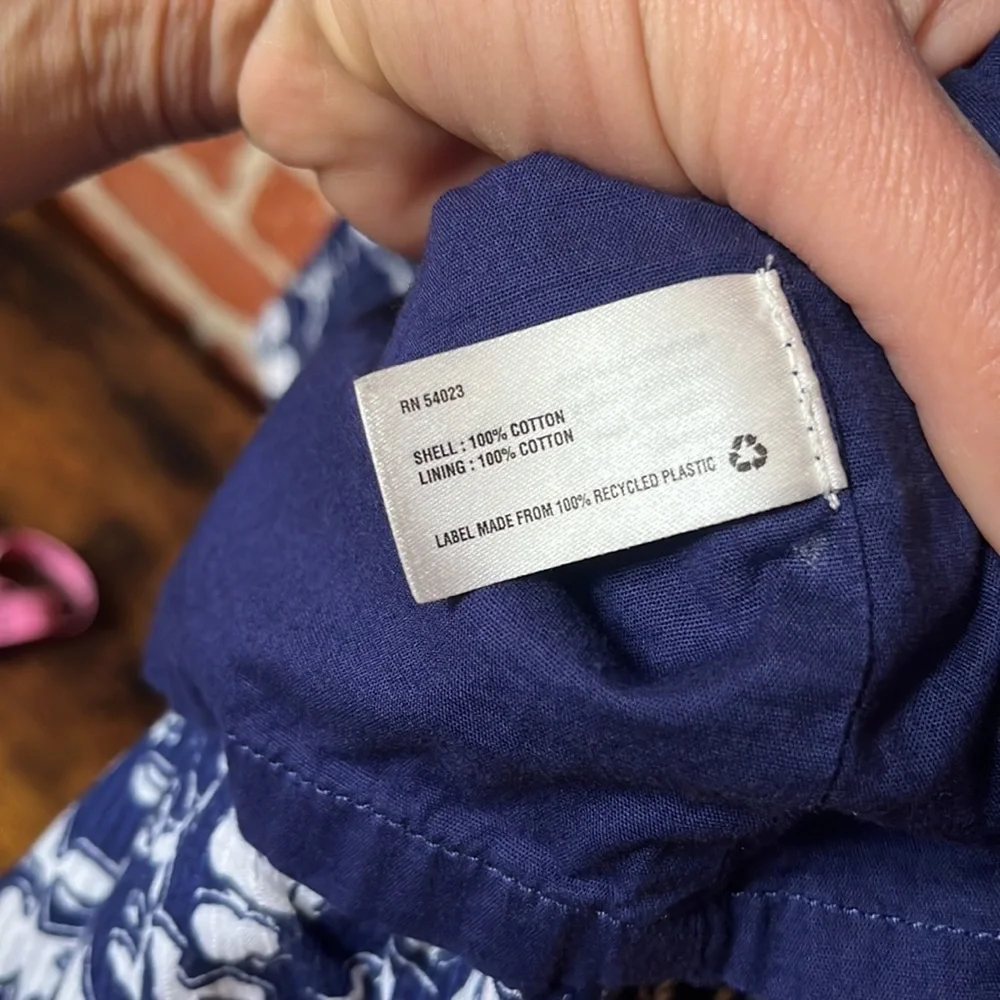 RN 54023
SHELL : 100% COTTON
LINING : 100% COTTON
LABEL MADE FROM 100% RECYCLED PLASTIC